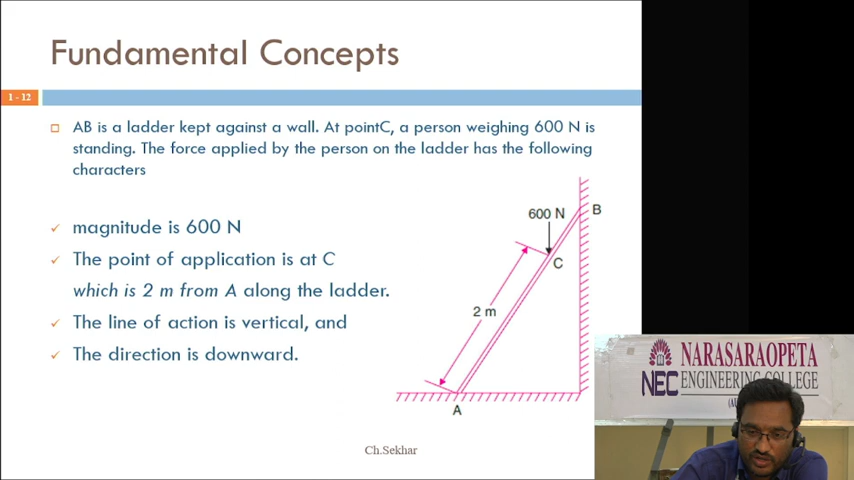 Fundamental Concepts
1 - 12
AB is a ladder kept against a wall. At pointC, a person weighing 600 N is
standing. The force applied by the person on the ladder has the following
characters
magnitude is 600 N
The point of application is at C
which is 2 m from A along the ladder.
The line of action is vertical, and
The direction is downward.
600 N
B
C
2 m
A
Ch.Sekhar
NARASARAOPETA
NEC ENGINEERING COLLEGE